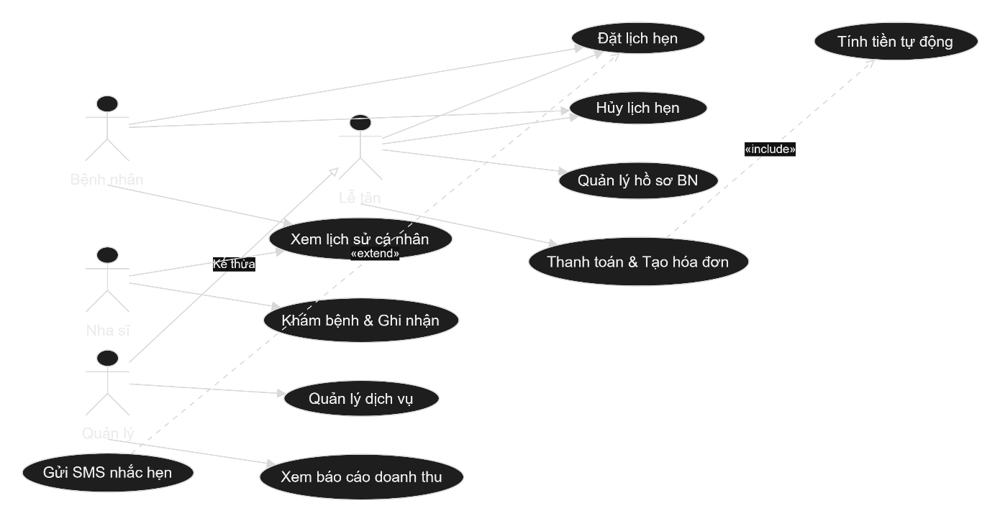 Đặt lịch hẹn
Tính tiền tự động
Hủy lịch hẹn
«include»
Bệnh nhân
Quản lý hồ sơ BN
Lễ tân
Xem lịch sử cá nhân
«extend»
Kế thừa
Thanh toán & Tạo hóa đơn
Khám bệnh & Ghi nhận
Nha sĩ
Quản lý dịch vụ
Quản lý
Gửi SMS nhắc hẹn
Xem báo cáo doanh thu